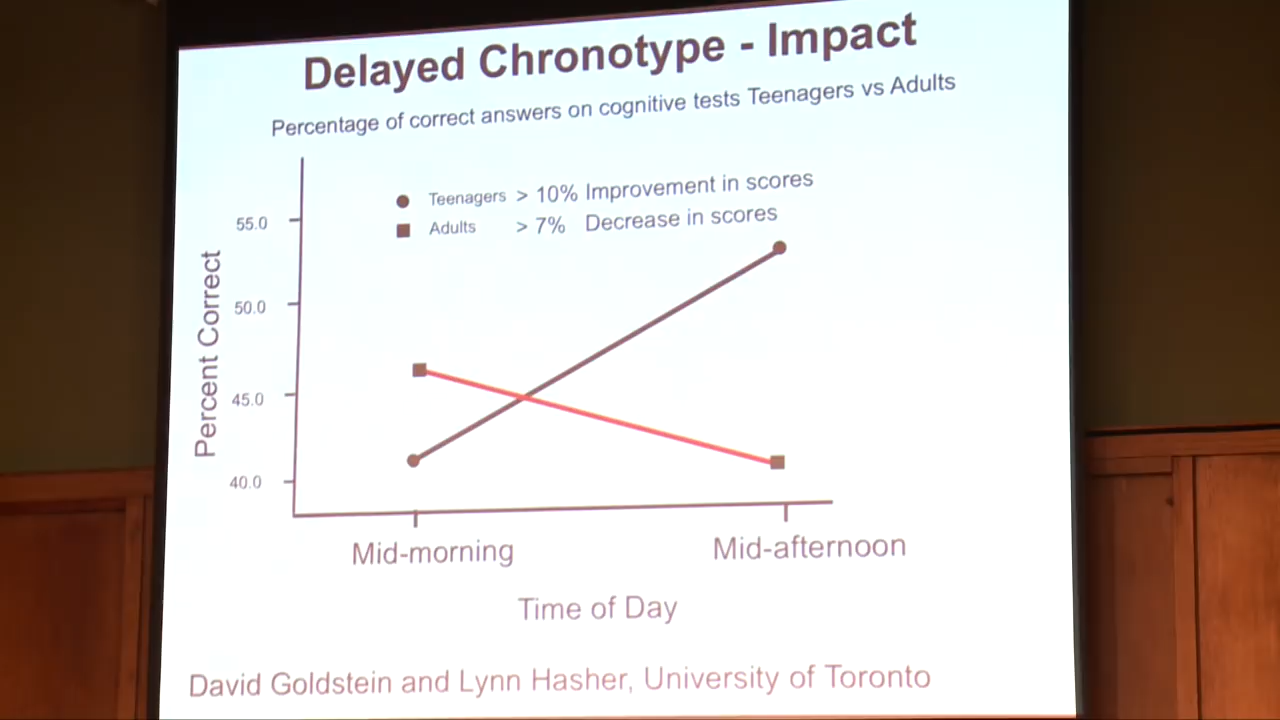 Delayed Chronotype - Impact
Percentage of correct answers on cognitive tests Teenagers vs Adults
Teenagers > 10% Improvement in scores
Adults > 7% Decrease in scores
Percent Correct
55.0
50.0
45.0
40.0
Mid-morning Mid-afternoon
Time of Day
David Goldstein and Lynn Hasher, University of Toronto